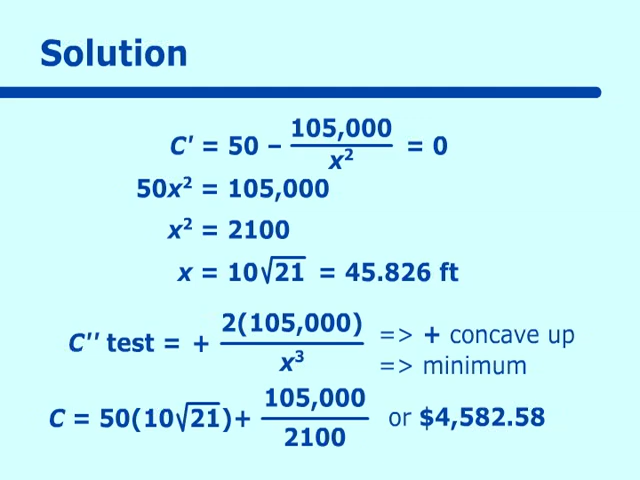 Solution
C' = 50 – 105,000/x² = 0
50x² = 105,000
x² = 2100
x = 10√21 = 45.826 ft
C'' test = + 2(105,000)/x³ => + concave up
=> minimum
C = 50(10√21)+ 105,000/2100 or $4,582.58